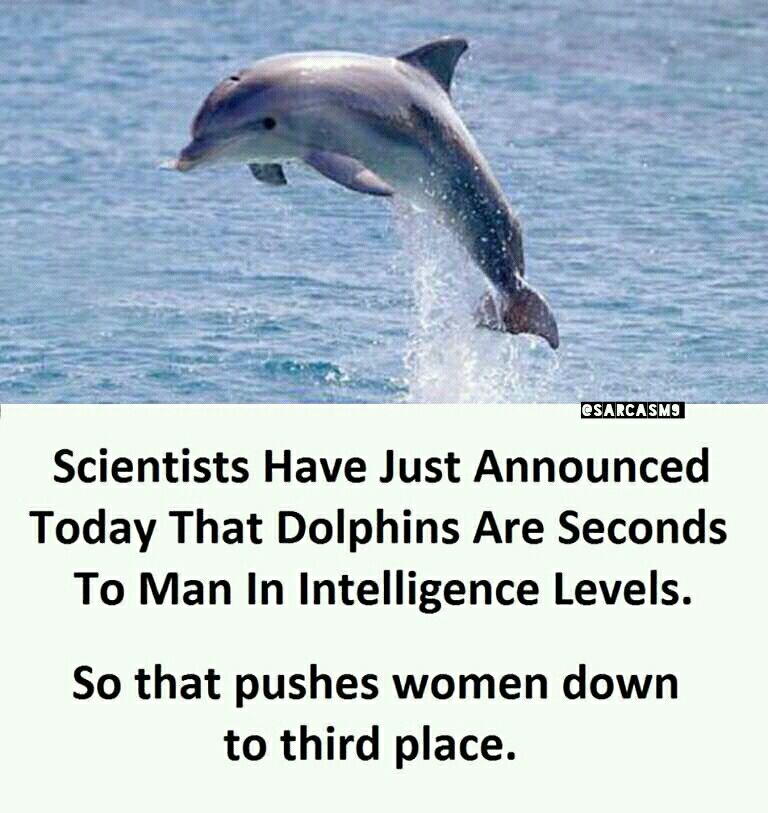 @SARCASM9
Scientists Have Just Announced
Today That Dolphins Are Seconds
To Man In Intelligence Levels.
So that pushes women down
to third place.